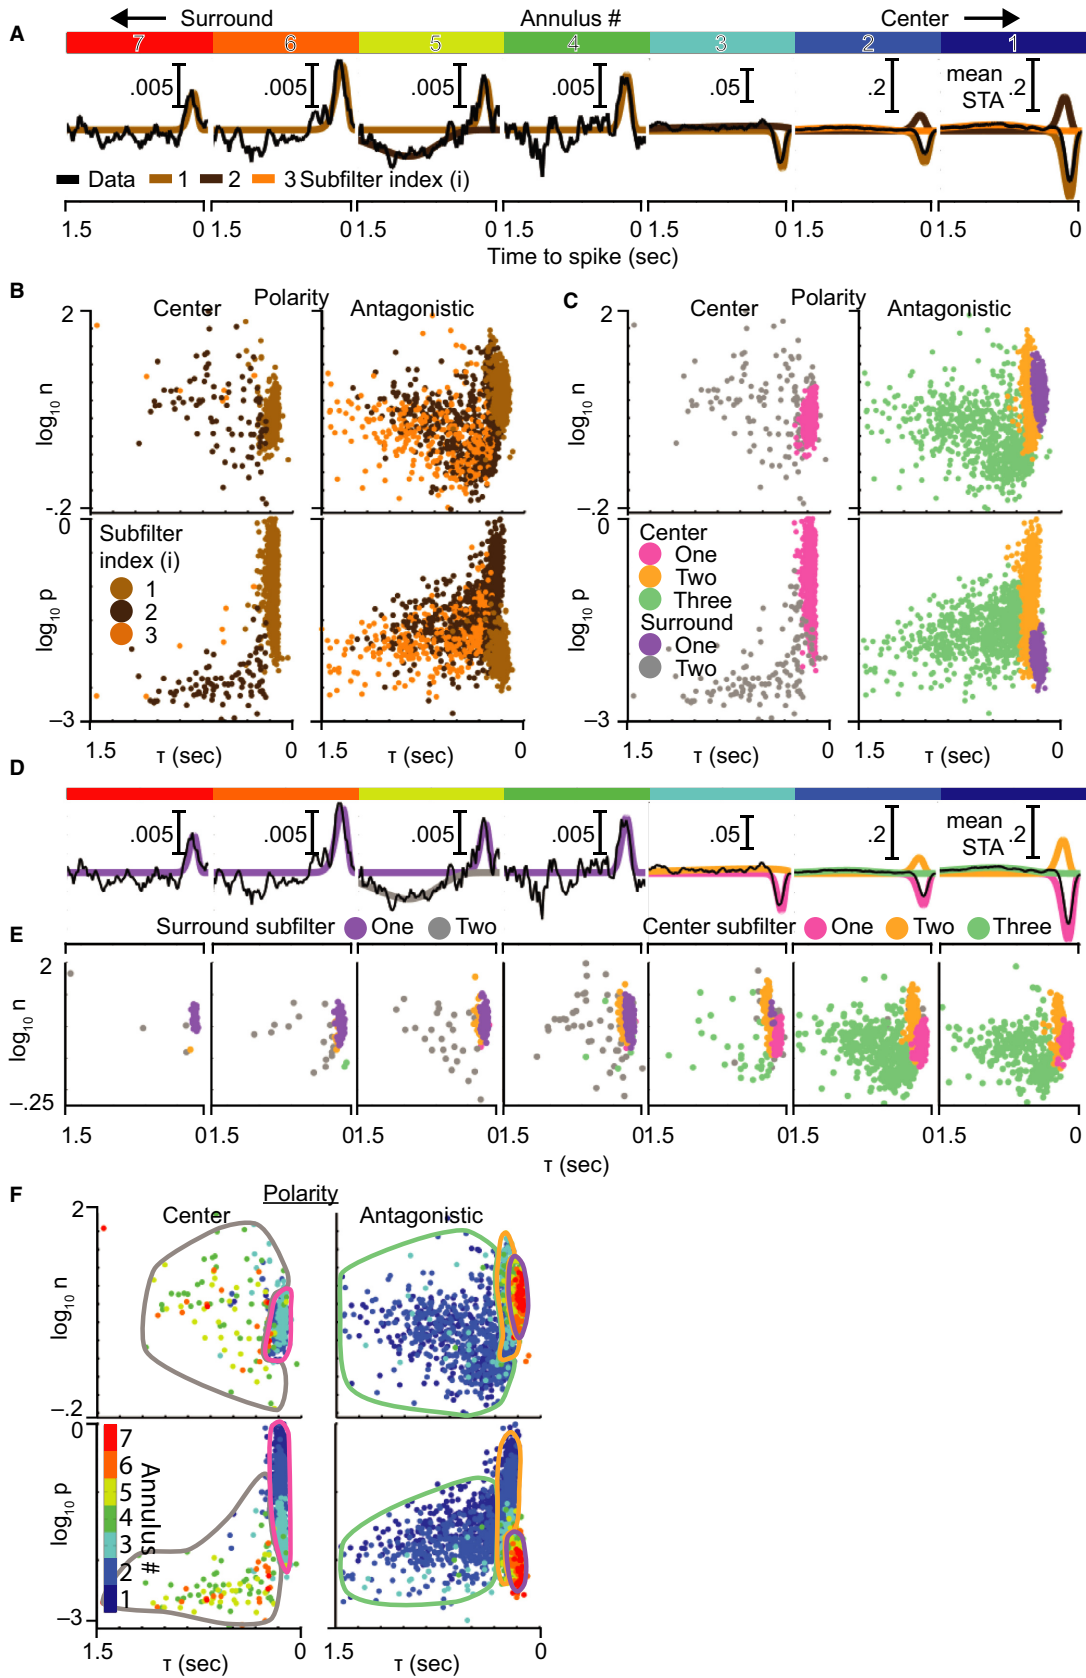 A
Surround
Annulus #
Center
7 6 5 4 3 2 1
.005 .005 .005 .005 .05 .2 mean STA .2
Data 1 2 3 Subfilter index (i)
1.5 0 1.5 0 1.5 0 1.5 0 1.5 0 1.5 0 1.5 0
Time to spike (sec)
B
Polarity
Center Antagonistic
2
log10 n
-.2
0
Subfilter
index (i)
1
2
3
log10 p
–3
1.5 0 1.5 0
τ (sec) τ (sec)
C
Polarity
Center Antagonistic
2
log10 n
-.2
0
Center
One
Two
Three
Surround
One
Two
log10 p
–3
1.5 0 1.5 0
τ (sec) τ (sec)
D
.005 .005 .005 .005 .05 .2 mean STA .2
E
Surround subfilter One Two
Center subfilter One Two Three
2
log10 n
–.25
1.5 0 1.5 0 1.5 0 1.5 0 1.5 0 1.5 0 1.5 0
τ (sec)
F
Polarity
Center Antagonistic
2
log10 n
–.2
0
7
6
5
4
3
2
1
Annulus #
log10 p
–3
1.5 0 1.5 0
τ (sec) τ (sec)